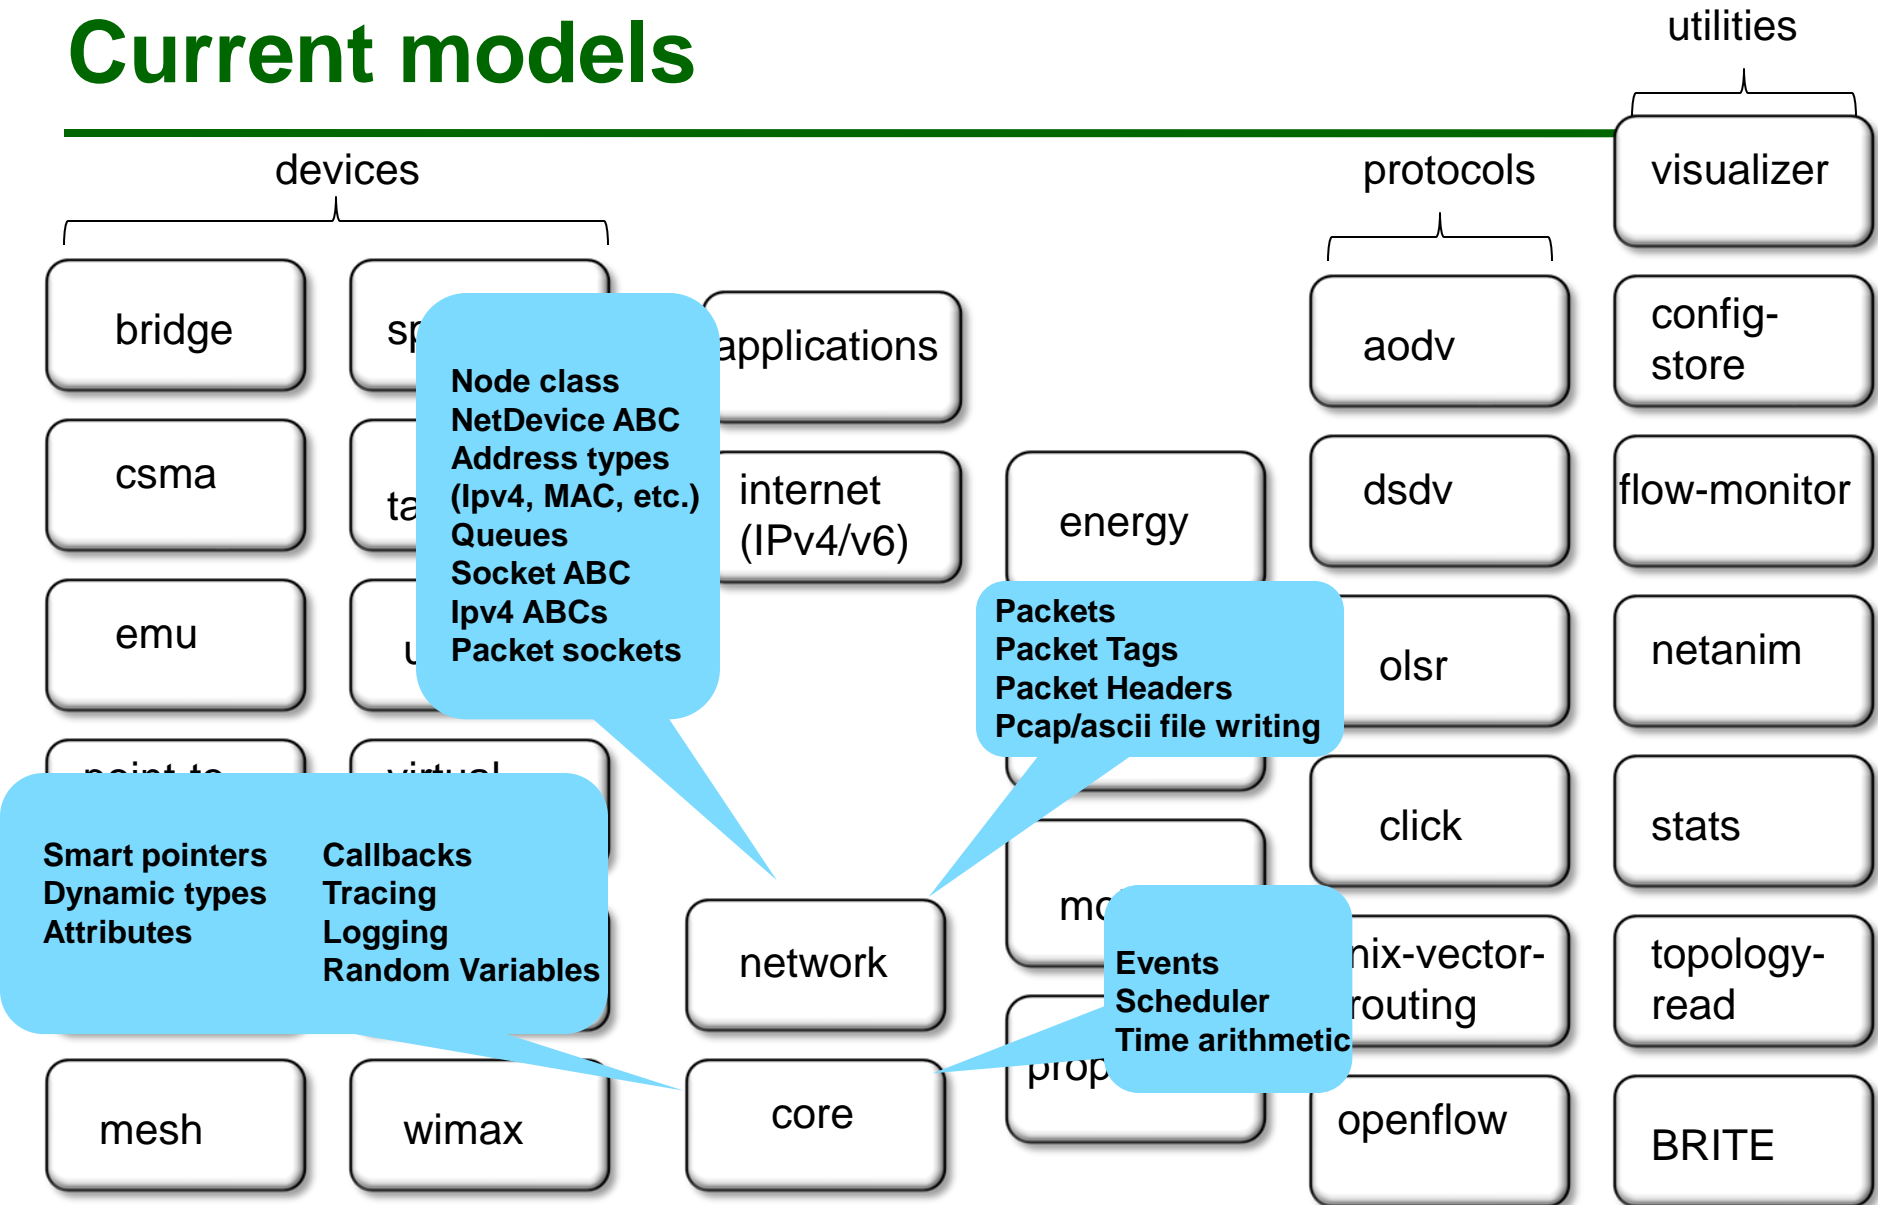 Current models
utilities
devices
protocols
visualizer
bridge
applications
aodv
config-
store
csma
internet
(IPv4/v6)
energy
dsdv
flow-monitor
emu
olsr
netanim
click
stats
network
nix-vector-
routing
topology-
read
mesh
wimax
core
openflow
BRITE
Node class
NetDevice ABC
Address types
(Ipv4, MAC, etc.)
Queues
Socket ABC
Ipv4 ABCs
Packet sockets
Packets
Packet Tags
Packet Headers
Pcap/ascii file writing
Smart pointers
Dynamic types
Attributes
Callbacks
Tracing
Logging
Random Variables
Events
Scheduler
Time arithmetic